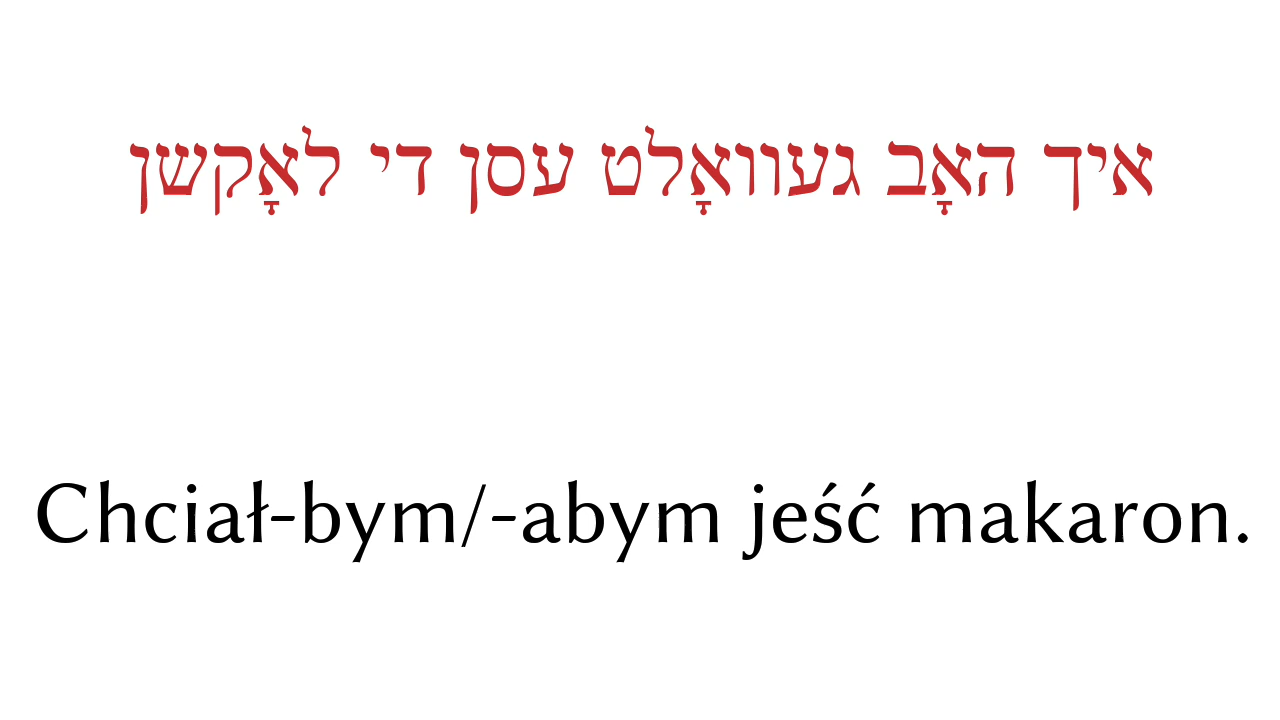 איך האָב געוואָלט עסן די לאָקשן
Chciał-bym/-abym jeść makaron.